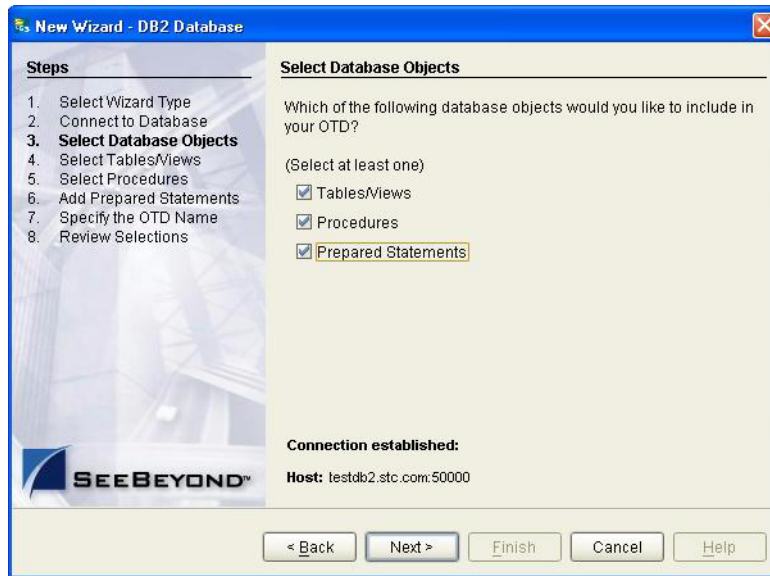 New Wizard - DB2 Database
Steps
1. Select Wizard Type
2. Connect to Database
3. Select Database Objects
4. Select Tables/Views
5. Select Procedures
6. Add Prepared Statements
7. Specify the OTD Name
8. Review Selections
SEEBEYOND™
Select Database Objects
Which of the following database objects would you like to include in
your OTD?
(Select at least one)
Tables/Views
Procedures
Prepared Statements
Connection established:
Host: testdb2.stc.com:50000
< Back
Next >
Finish
Cancel
Help